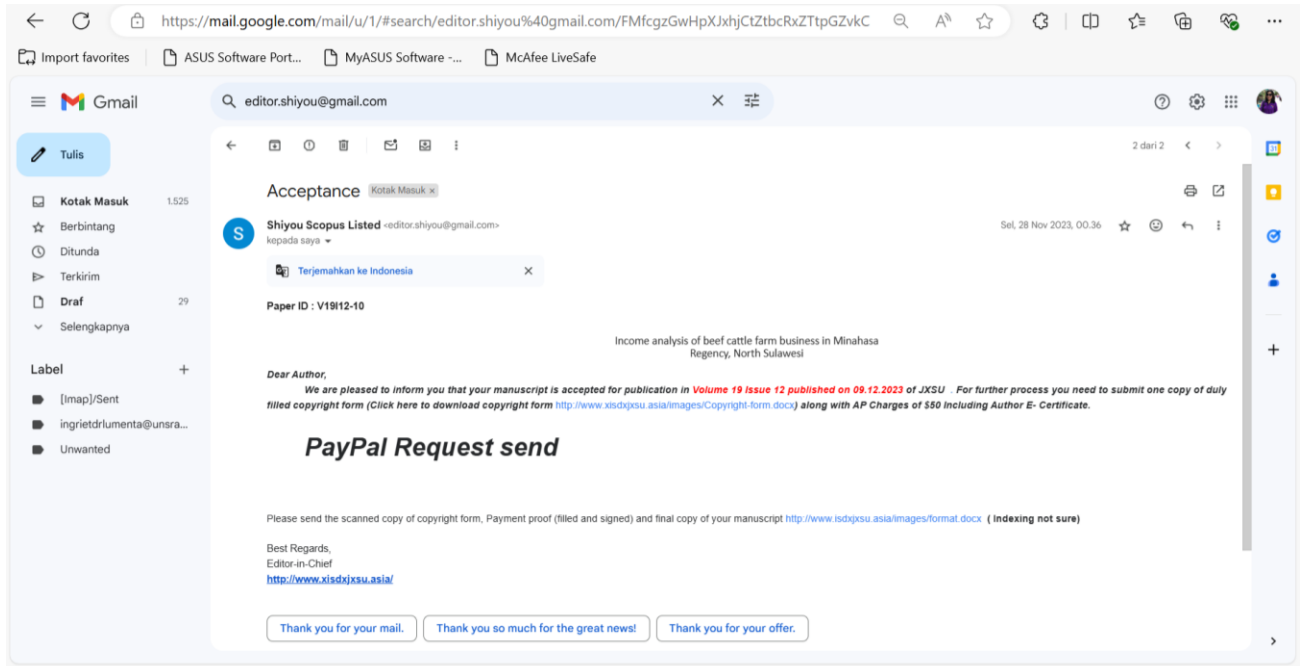 https://mail.google.com/mail/u/1/#search/editor.shiyou%40gmail.com/FMfcgzGwHpXJxhjCtZtbcRxZTtpGZvkC
Import favorites
ASUS Software Port...
MyASUS Software -...
McAfee LiveSafe
Gmail
editor.shiyou@gmail.com
Tulis
2 dari 2
Kotak Masuk 1.525
Berbintang
Ditunda
Terkirim
Draf 29
Selengkapnya
Label
[Imap]/Sent
ingrietdrlumenta@unsra...
Unwanted
Acceptance Kotak Masuk ×
S
Shiyou Scopus Listed <editor.shiyou@gmail.com>
Sel, 28 Nov 2023, 00.36
kepada saya
Terjemahkan ke Indonesia
Paper ID : V19I12-10
Income analysis of beef cattle farm business in Minahasa
Regency, North Sulawesi
Dear Author,
We are pleased to inform you that your manuscript is accepted for publication in Volume 19 Issue 12 published on 09.12.2023 of JXSU . For further process you need to submit one copy of duly
filled copyright form (Click here to download copyright form http://www.xisdxjxsu.asia/images/Copyright-form.docx) along with AP Charges of $50 Including Author E- Certificate.
PayPal Request send
Please send the scanned copy of copyright form, Payment proof (filled and signed) and final copy of your manuscript http://www.isdxjxsu.asia/images/format.docx ( Indexing not sure)
Best Regards,
Editor-in-Chief
http://www.xisdxjxsu.asia/
Thank you for your mail.
Thank you so much for the great news!
Thank you for your offer.
31